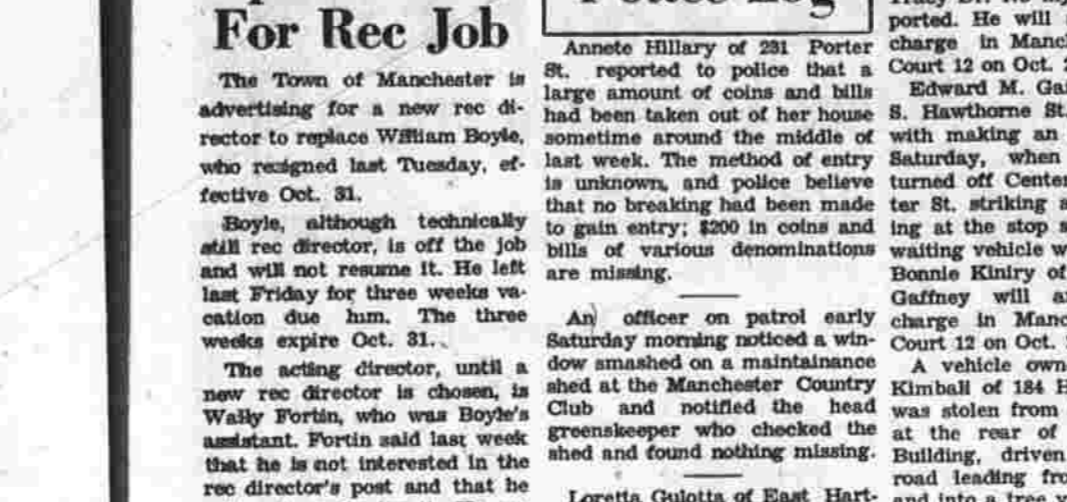 For Rec Job
The Town of Manchester is
advertising for a new rec di-
rector to replace William Boyle,
who resigned last Tuesday, ef-
fective Oct. 31.
Boyle, although technically
still rec director, is off the job
and will not resume it. He left
last Friday for three weeks va-
cation due him. The three
weeks expire Oct. 31.
The acting director, until a
new rec director is chosen, is
Wally Fortin, who was Boyle's
assistant. Fortin said last week
that he is not interested in the
rec director's post and that he
Police Log
Annete Hillary of 231 Porter
St. reported to police that a
large amount of coins and bills
had been taken out of her house
sometime around the middle of
last week. The method of entry
is unknown, and police believe
that no breaking had been made
to gain entry; $200 in coins and
bills of various denominations
are missing.
An officer on patrol early
Saturday morning noticed a win-
dow smashed on a maintainance
shed at the Manchester Country
Club and notified the head
greenskeeper who checked the
shed and found nothing missing.
Loretta Gulotta of East Hart-
ported. He will
charge in Manc
Court 12 on Oct.
Edward M. Ga
S. Hawthorne St.
with making an
Saturday, when
turned off Center
ter St. striking a
ing at the stop s
waiting vehicle w
Bonnie Kiniry of
Gaffney will a
charge in Manc
Court 12 on Oct.
A vehicle own
Kimball of 184 H
was stolen from
at the rear of
Building, driven
road leading fro
and into a tree